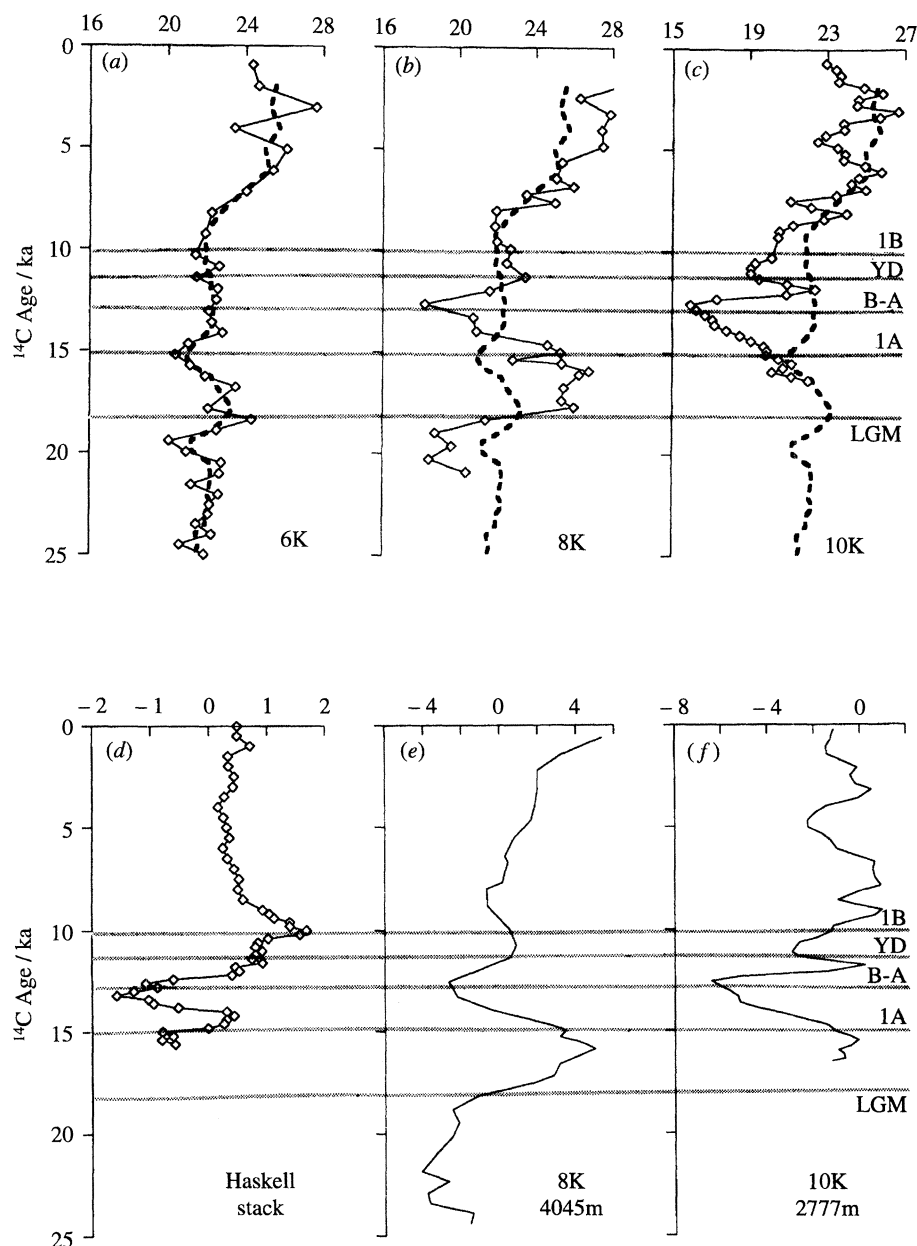 16 20 24 28 16 20 24 28 15 19 23 27
0 (a) (b) (c)
5
10 1B
YD
B-A
15 1A
20 LGM
25 6K 8K 10K
14C Age / ka
−2 −1 0 1 2 −4 0 4 −8 −4 0
0 (d) (e) (f)
5
10 1B
YD
B-A
15 1A
LGM
20
Haskell 8K 10K
stack 4045m 2777m
25
14C Age / ka